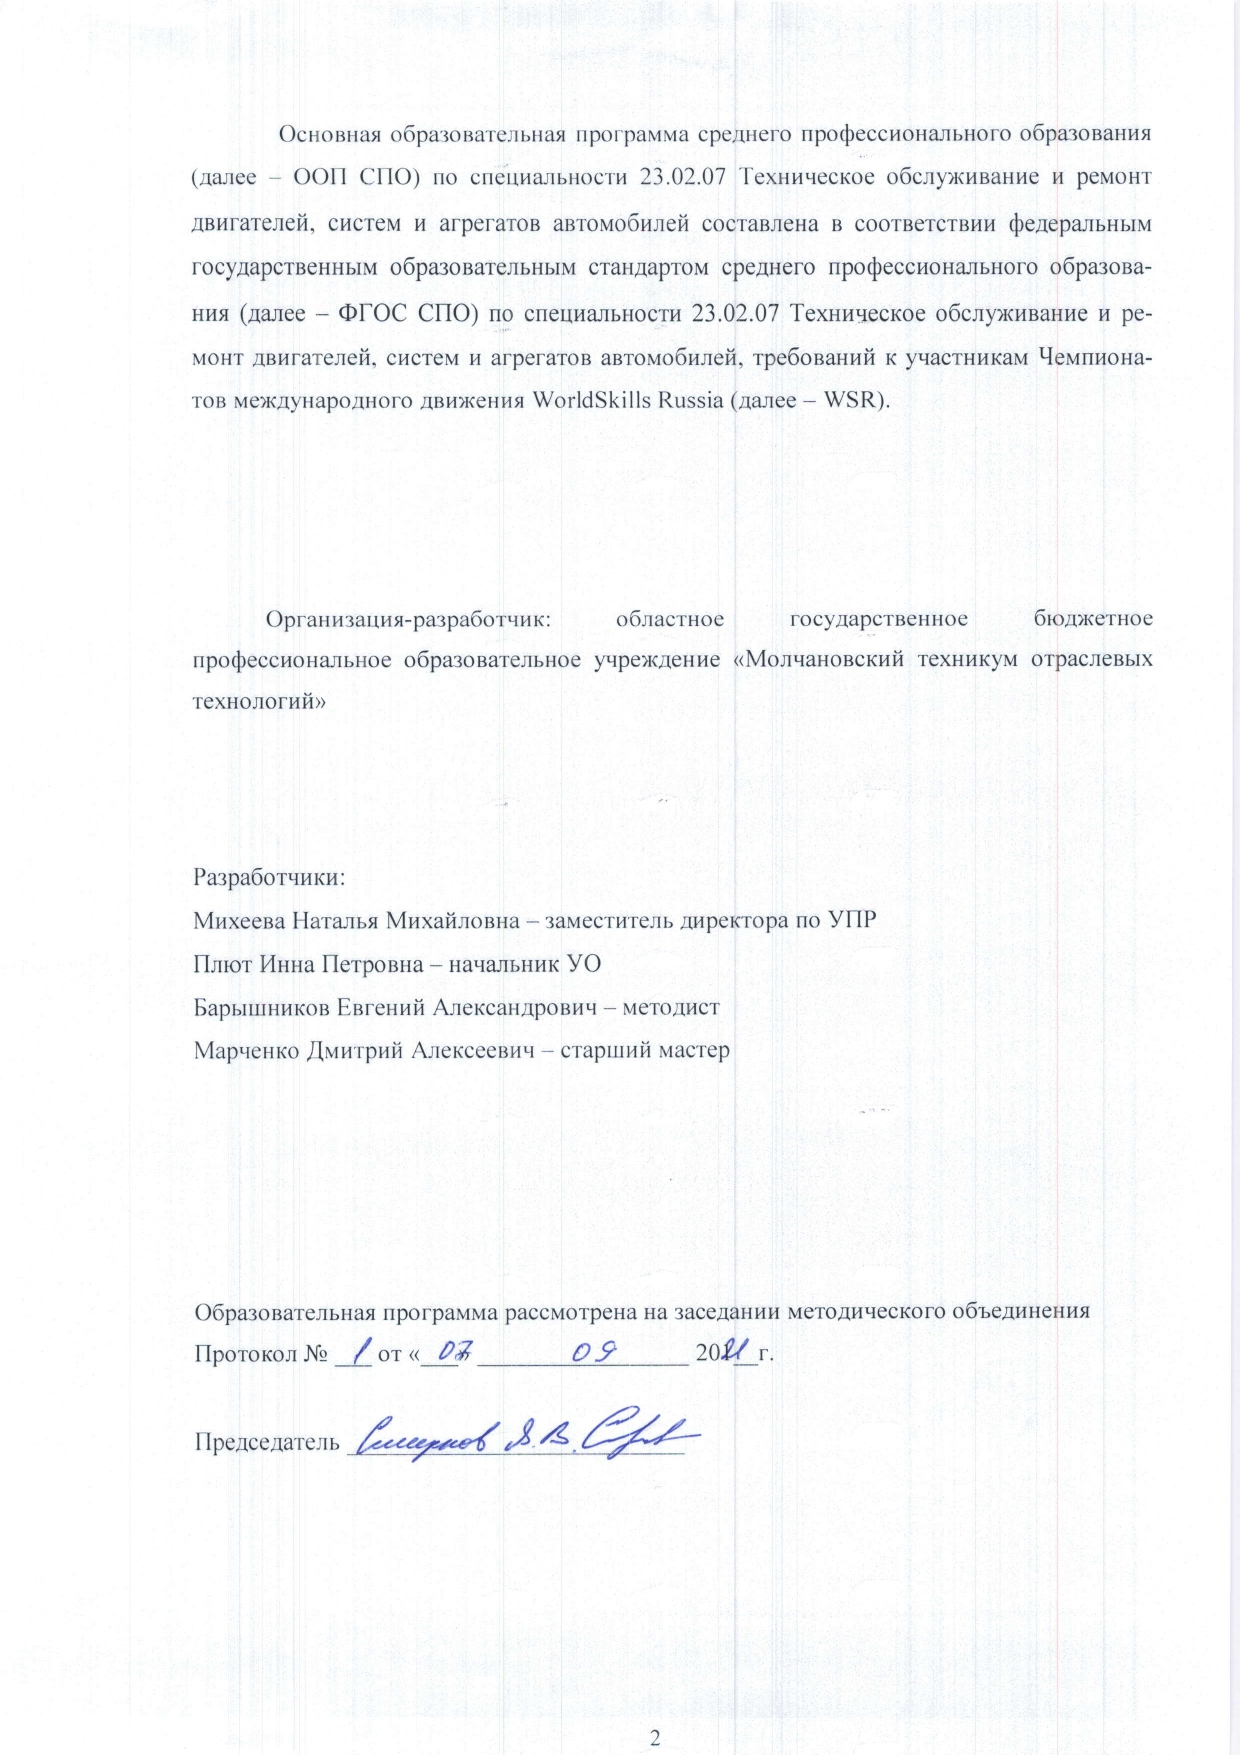 Основная образовательная программа среднего профессионального образования
(далее – ООП СПО) по специальности 23.02.07 Техническое обслуживание и ремонт
двигателей, систем и агрегатов автомобилей составлена в соответствии федеральным
государственным образовательным стандартом среднего профессионального образова-
ния (далее – ФГОС СПО) по специальности 23.02.07 Техническое обслуживание и ре-
монт двигателей, систем и агрегатов автомобилей, требований к участникам Чемпиона-
тов международного движения WorldSkills Russia (далее – WSR).
Организация-разработчик: областное государственное бюджетное
профессиональное образовательное учреждение «Молчановский техникум отраслевых
технологий»
Разработчики:
Михеева Наталья Михайловна – заместитель директора по УПР
Плют Инна Петровна – начальник УО
Барышников Евгений Александрович – методист
Марченко Дмитрий Алексеевич – старший мастер
Образовательная программа рассмотрена на заседании методического объединения
Протокол № 1 от «07» 09 2021 г.
Председатель Смирнов В.
2